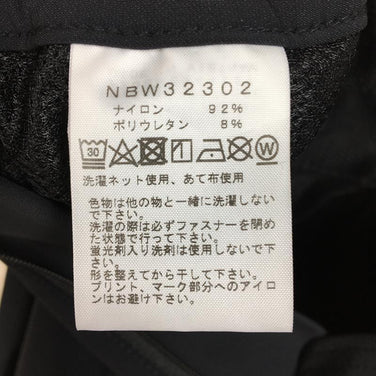 NBW32302
ナイロン 92%
ポリウレタン 8%
30 W
洗濯ネット使用、あて布使用
色物は他の物と一緒に洗濯しない
で下さい。
洗濯の際は必ずファスナーを閉め
た状態で行って下さい。
蛍光剤入り洗剤は使用しないで下
さい。
形を整えてから干して下さい。
プリント、マーク部分へのアイロ
ンはお避け下さい。